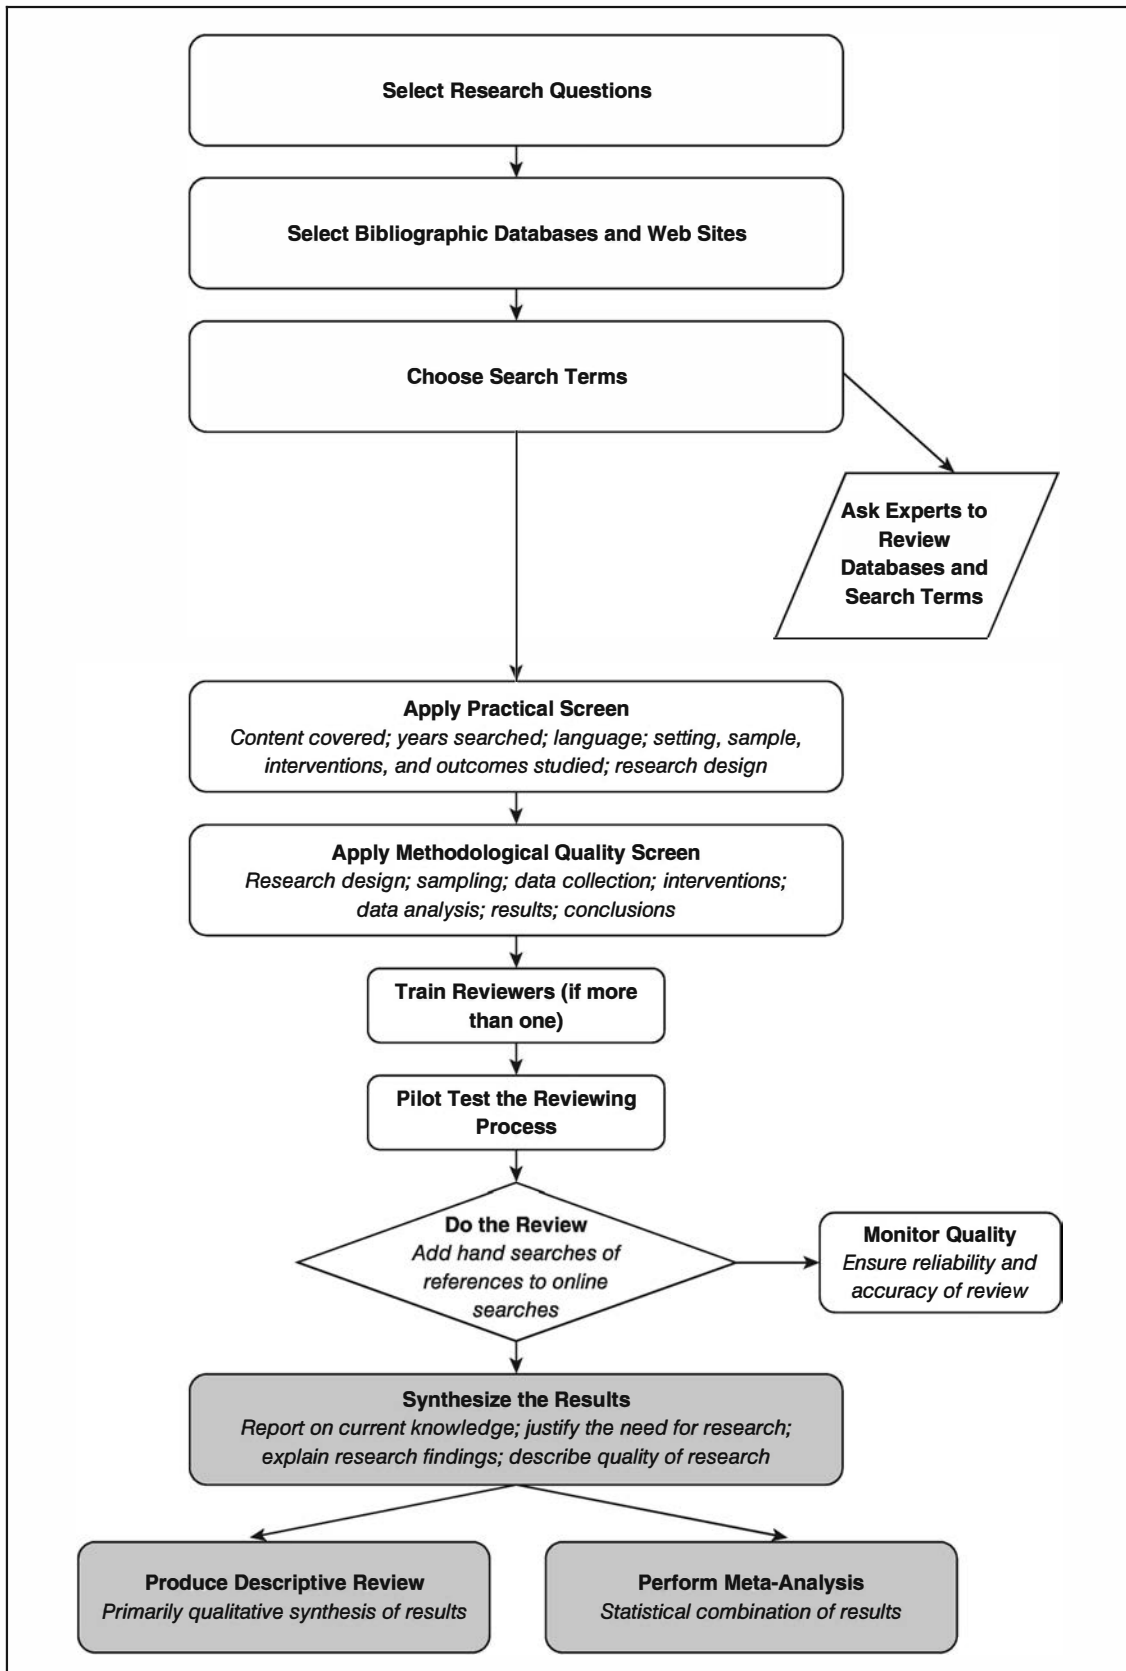 Select Research Questions
Select Bibliographic Databases and Web Sites
Choose Search Terms
Ask Experts to
Review
Databases and
Search Terms
Apply Practical Screen
Content covered; years searched; language; setting, sample,
interventions, and outcomes studied; research design
Apply Methodological Quality Screen
Research design; sampling; data collection; interventions;
data analysis; results; conclusions
Train Reviewers (if more
than one)
Pilot Test the Reviewing
Process
Do the Review
Add hand searches of
references to online
searches
Monitor Quality
Ensure reliability and
accuracy of review
Synthesize the Results
Report on current knowledge; justify the need for research;
explain research findings; describe quality of research
Produce Descriptive Review
Primarily qualitative synthesis of results
Perform Meta-Analysis
Statistical combination of results